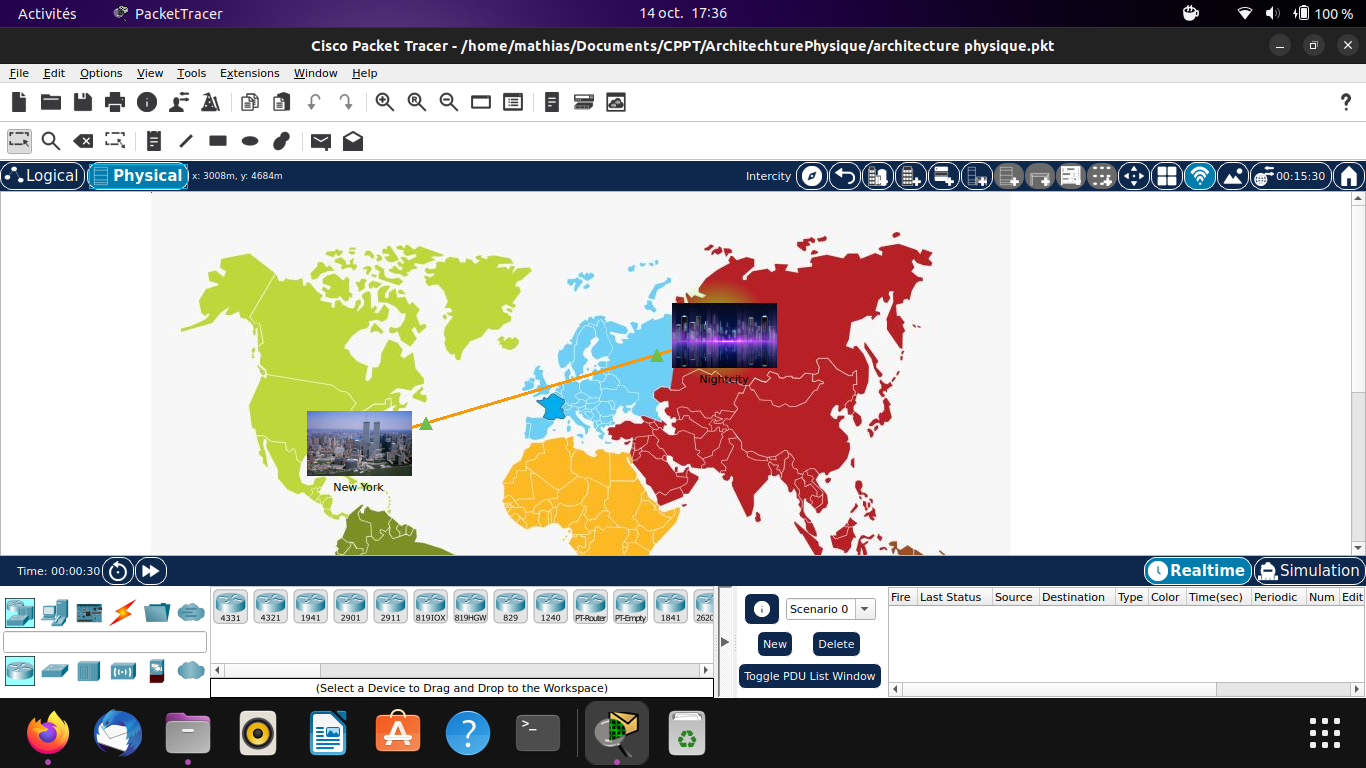 Activités PacketTracer 14 oct. 17:36 100 %
Cisco Packet Tracer - /home/mathias/Documents/CPPT/ArchitechturePhysique/architecture physique.pkt
File Edit Options View Tools Extensions Window Help
Logical Physical x: 3008m, y: 4684m Intercity 00:15:30
Nightcity
New York
Time: 00:00:30 Realtime Simulation
4331 4321 1941 2901 2911 819IOX 819HGW 829 1240 PT-Router PT-Empty 1841 2620
(Select a Device to Drag and Drop to the Workspace)
Scenario 0
New Delete
Toggle PDU List Window
Fire Last Status Source Destination Type Color Time(sec) Periodic Num Edit